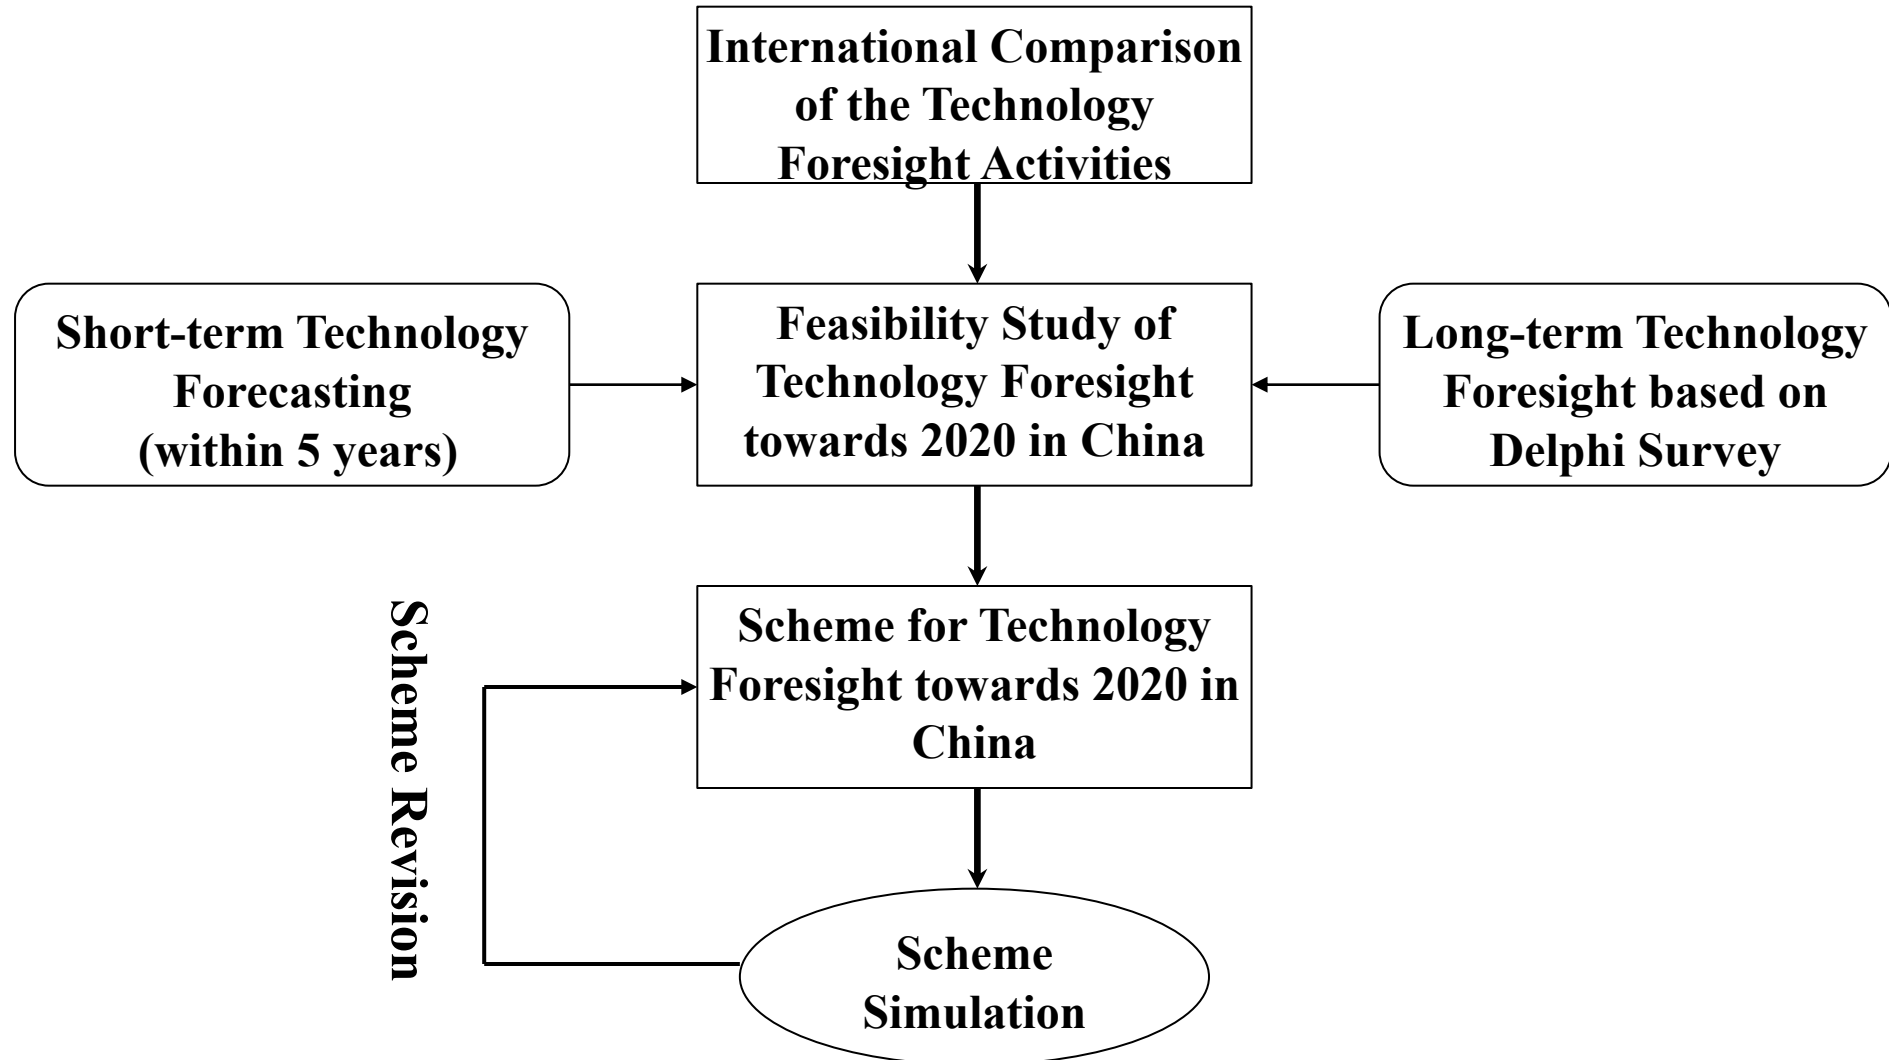 International Comparison
of the Technology
Foresight Activities
Short-term Technology
Forecasting
(within 5 years)
Feasibility Study of
Technology Foresight
towards 2020 in China
Long-term Technology
Foresight based on
Delphi Survey
Scheme Revision
Scheme for Technology
Foresight towards 2020 in
China
Scheme
Simulation